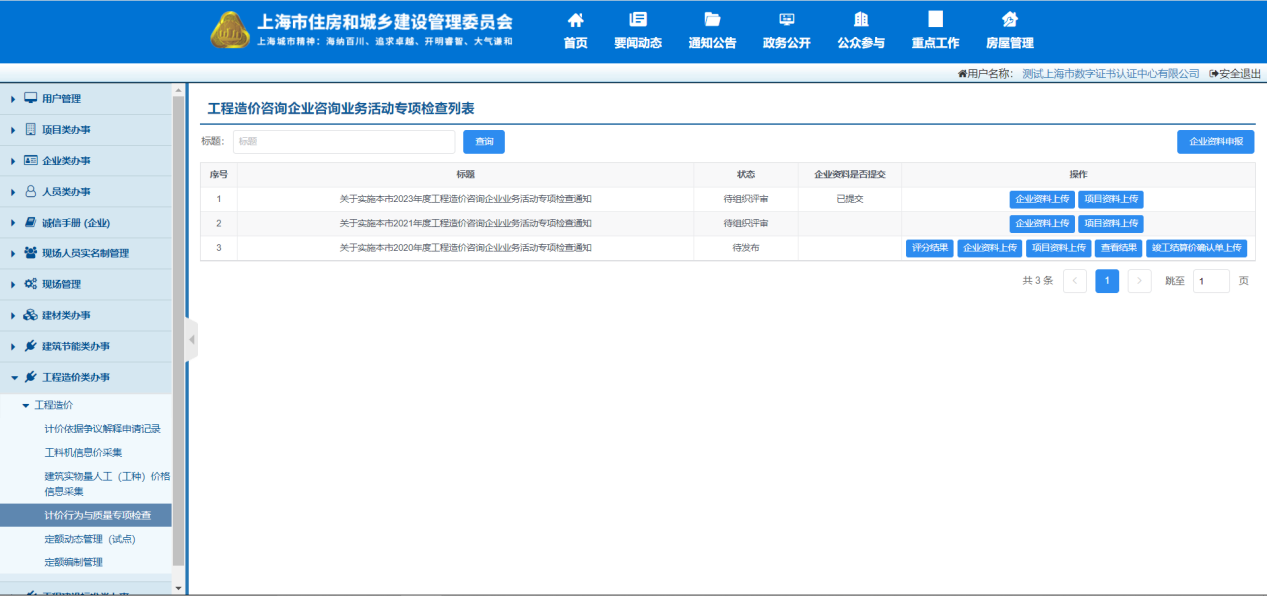 上海市住房和城乡建设管理委员会
上海城市精神：海纳百川、追求卓越、开明睿智、大气谦和
首页 要闻动态 通知公告 政务公开 公众参与 重点工作 房屋管理
用户名称： 测试上海市数字证书认证中心有限公司 安全退出
用户管理
项目类办事
企业类办事
人员类办事
诚信手册 (企业)
现场人员实名制管理
现场管理
建材类办事
建筑节能类办事
工程造价类办事
工程造价
计价依据争议解释申请记录
工料机信息价采集
建筑实物量人工（工种）价格
信息采集
计价行为与质量专项检查
定额动态管理（试点）
定额编制管理
工程造价咨询企业咨询业务活动专项检查列表
标题： 标题 查询 企业资料申报
序号 标题 状态 企业资料是否提交 操作
1 关于实施本市2023年度工程造价咨询企业业务活动专项检查通知 待组织评审 已提交 企业资料上传 项目资料上传
2 关于实施本市2021年度工程造价咨询企业业务活动专项检查通知 待组织评审 企业资料上传 项目资料上传
3 关于实施本市2020年度工程造价咨询企业业务活动专项检查通知 待发布 评分结果 企业资料上传 项目资料上传 查看结果 竣工结算价确认单上传
共 3 条 1 跳至 1 页